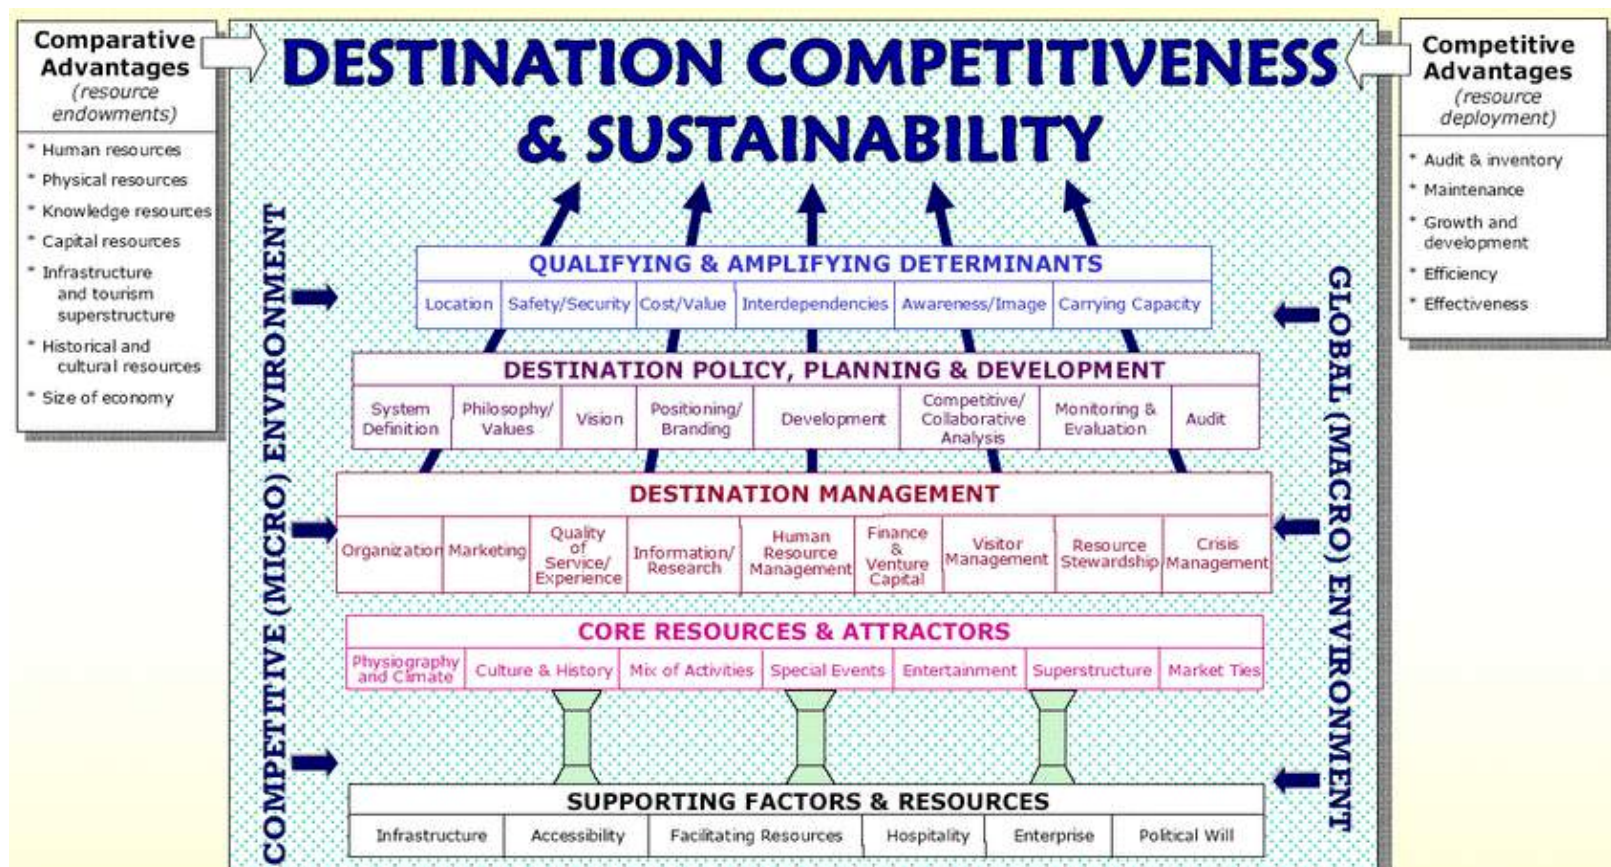 Comparative
Advantages
(resource
endowments)
* Human resources
* Physical resources
* Knowledge resources
* Capital resources
* Infrastructure
and tourism
superstructure
* Historical and
cultural resources
* Size of economy
DESTINATION COMPETITIVENESS
& SUSTAINABILITY
Competitive
Advantages
(resource
deployment)
* Audit & inventory
* Maintenance
* Growth and
development
* Efficiency
* Effectiveness
COMPETITIVE (MICRO) ENVIRONMENT
GLOBAL (MACRO) ENVIRONMENT
QUALIFYING & AMPLIFYING DETERMINANTS
Location
Safety/Security
Cost/Value
Interdependencies
Awareness/Image
Carrying Capacity
DESTINATION POLICY, PLANNING & DEVELOPMENT
System
Definition
Philosophy/
Values
Vision
Positioning/
Branding
Development
Competitive/
Collaborative
Analysis
Monitoring &
Evaluation
Audit
DESTINATION MANAGEMENT
Organization
Marketing
Quality
of
Service/
Experience
Information/
Research
Human
Resource
Management
Finance
&
Venture
Capital
Visitor
Management
Resource
Stewardship
Crisis
Management
CORE RESOURCES & ATTRACTORS
Physiography
and Climate
Culture & History
Mix of Activities
Special Events
Entertainment
Superstructure
Market Ties
SUPPORTING FACTORS & RESOURCES
Infrastructure
Accessibility
Facilitating Resources
Hospitality
Enterprise
Political Will